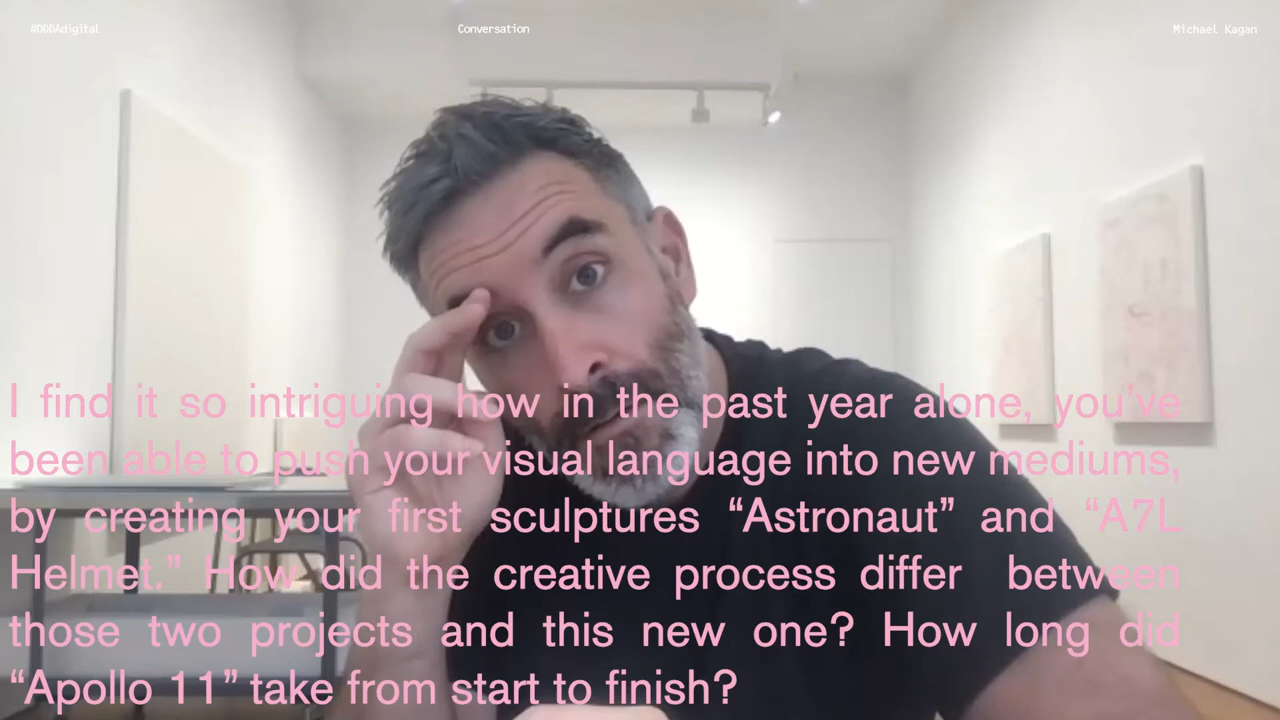 #ODDAdigital
Conversation
Michael Kagan
I find it so intriguing how in the past year alone, you’ve
been able to push your visual language into new mediums,
by creating your first sculptures “Astronaut” and “A7L
Helmet.” How did the creative process differ between
those two projects and this new one? How long did
“Apollo 11” take from start to finish?